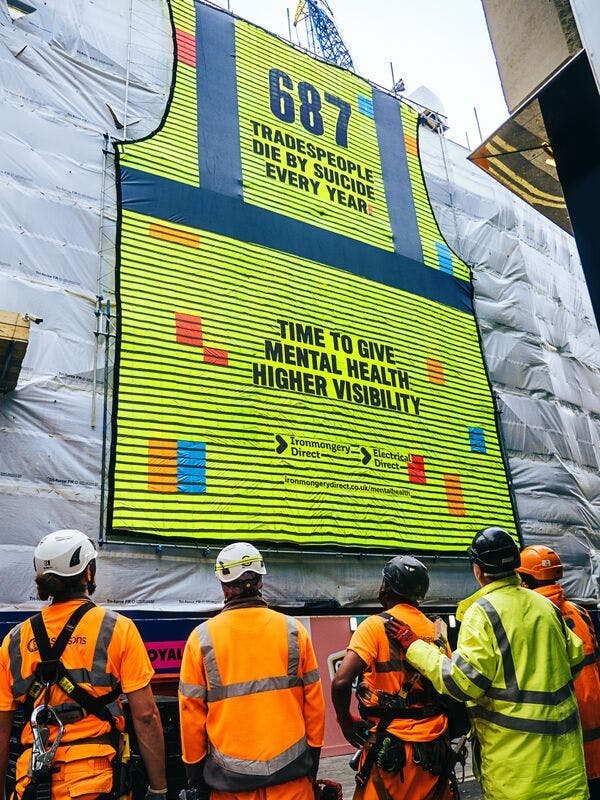 687
TRADESPEOPLE
DIE BY SUICIDE
EVERY YEAR.
TIME TO GIVE
MENTAL HEALTH
HIGHER VISIBILITY
Ironmongery
Direct
Electrical
Direct
ironmongerydirect.co.uk/mentalhealth
ROYAL